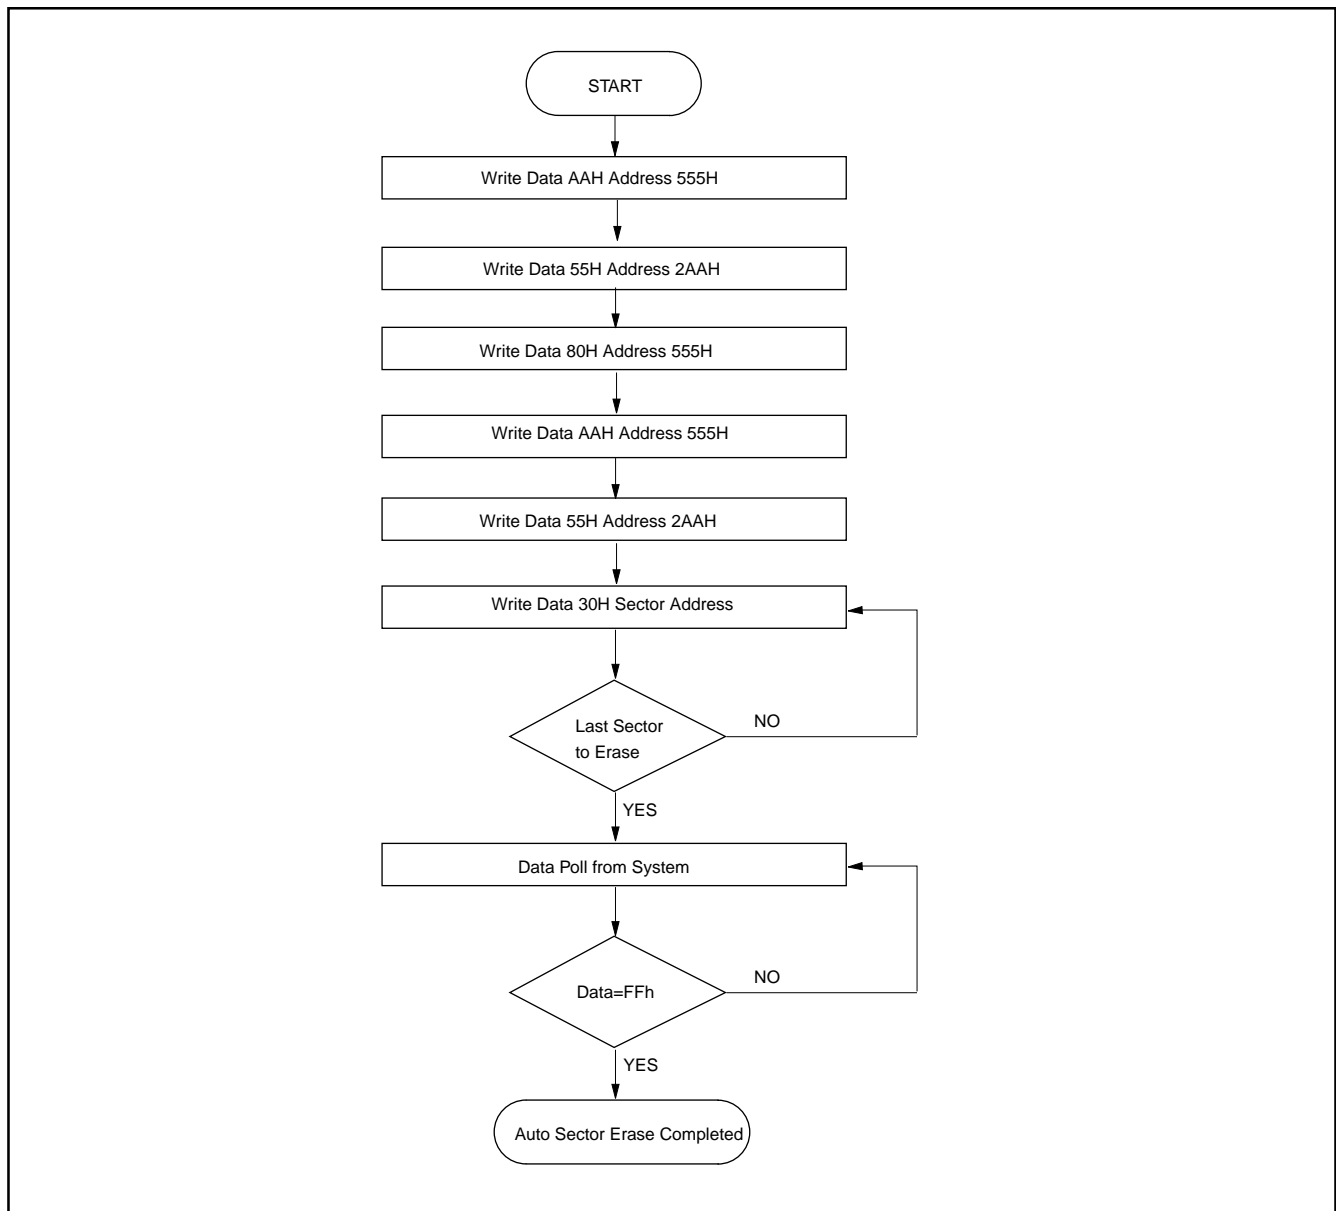 START
Write Data AAH Address 555H
Write Data 55H Address 2AAH
Write Data 80H Address 555H
Write Data AAH Address 555H
Write Data 55H Address 2AAH
Write Data 30H Sector Address
Last Sector
to Erase
NO
YES
Data Poll from System
Data=FFh
NO
YES
Auto Sector Erase Completed